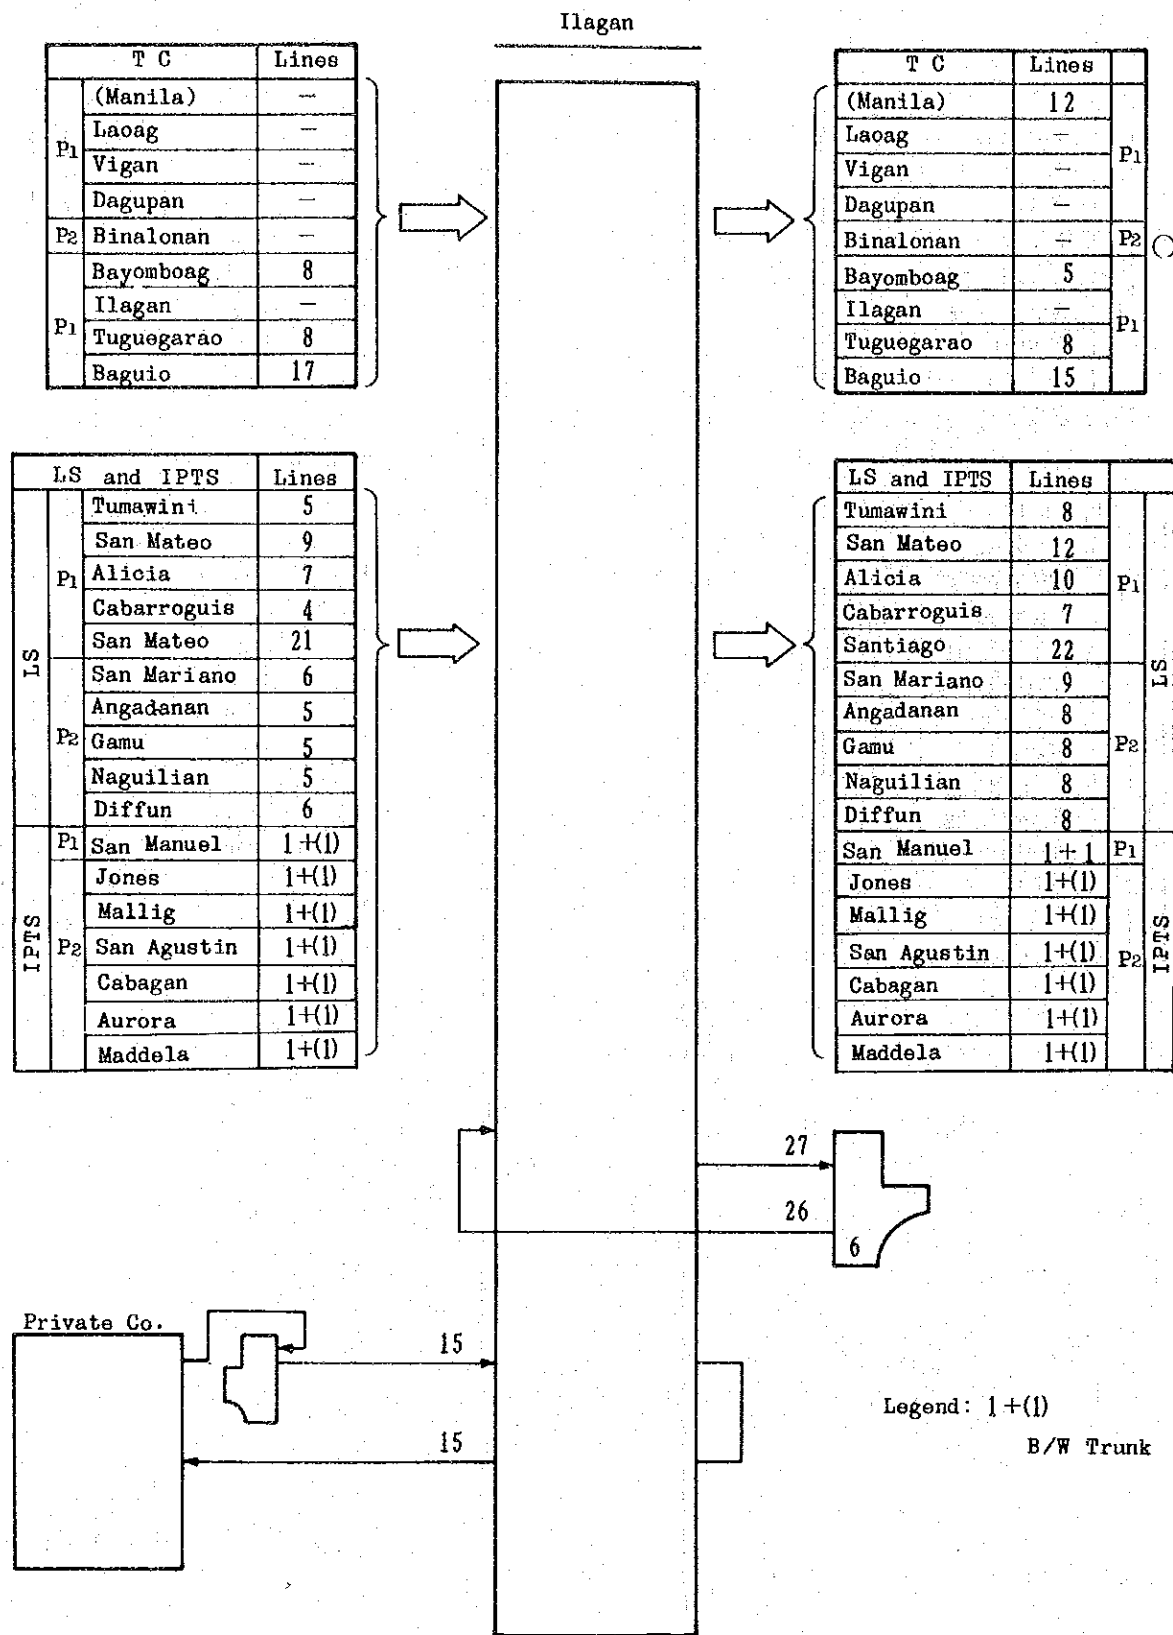 Ilagan
T C Lines
P1
(Manila) —
Laoag —
Vigan —
Dagupan —
P2 Binalonan —
P1
Bayomboag 8
Ilagan —
Tuguegarao 8
Baguio 17
T C Lines
(Manila) 12
Laoag —
Vigan —
Dagupan —
P1
Binalonan — P2
Bayomboag 5
Ilagan —
Tuguegarao 8
Baguio 15
P1
LS and IPTS Lines
LS
P1
Tumawini 5
San Mateo 9
Alicia 7
Cabarroguis 4
San Mateo 21
P2
San Mariano 6
Angadanan 5
Gamu 5
Naguilian 5
Diffun 6
IPTS
P1 San Manuel 1+(1)
P2
Jones 1+(1)
Mallig 1+(1)
San Agustin 1+(1)
Cabagan 1+(1)
Aurora 1+(1)
Maddela 1+(1)
LS and IPTS Lines
Tumawini 8
San Mateo 12
Alicia 10
Cabarroguis 7
Santiago 22
P1
San Mariano 9
Angadanan 8
Gamu 8
Naguilian 8
Diffun 8
P2
LS
San Manuel 1+1 P1
Jones 1+(1)
Mallig 1+(1)
San Agustin 1+(1)
Cabagan 1+(1)
Aurora 1+(1)
Maddela 1+(1)
P2
IPTS
27
26
6
Private Co.
15
15
Legend: 1+(1)
B/W Trunk